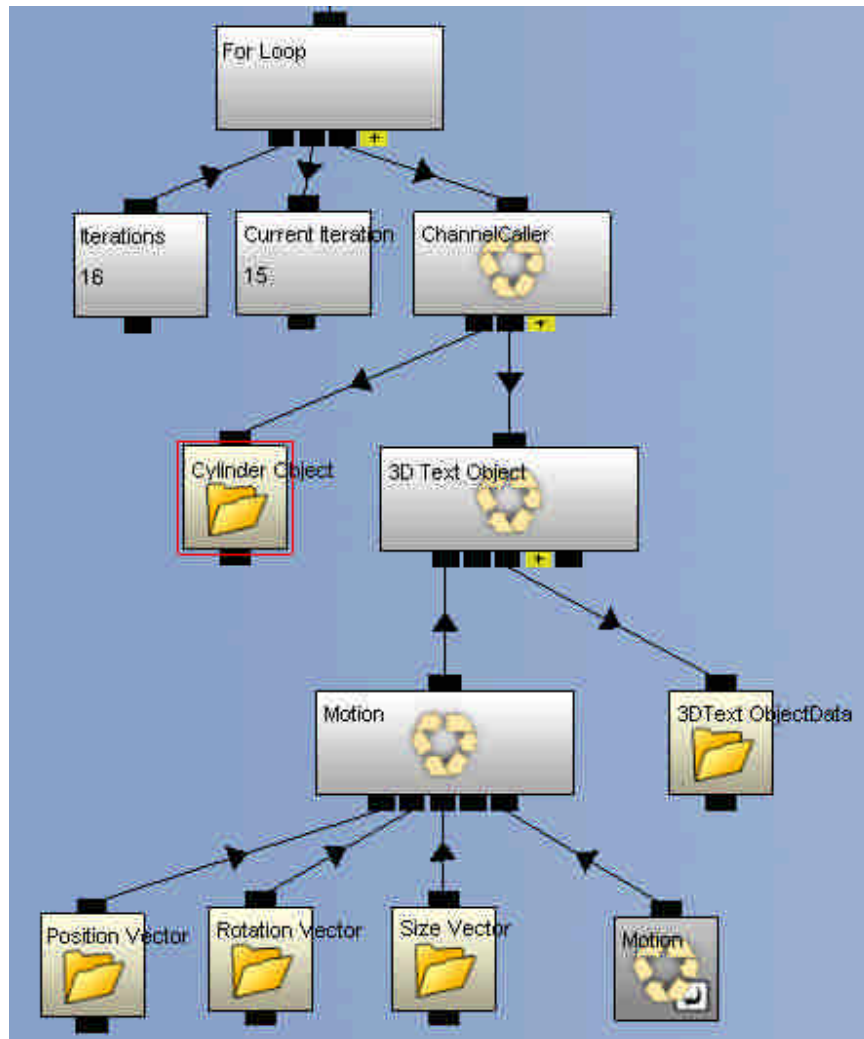 For Loop
+
Iterations
16
Current Iteration
15
ChannelCaller
+
Cylinder Object
3D Text Object
+
Motion
3DText ObjectData
Position Vector
Rotation Vector
Size Vector
Motion